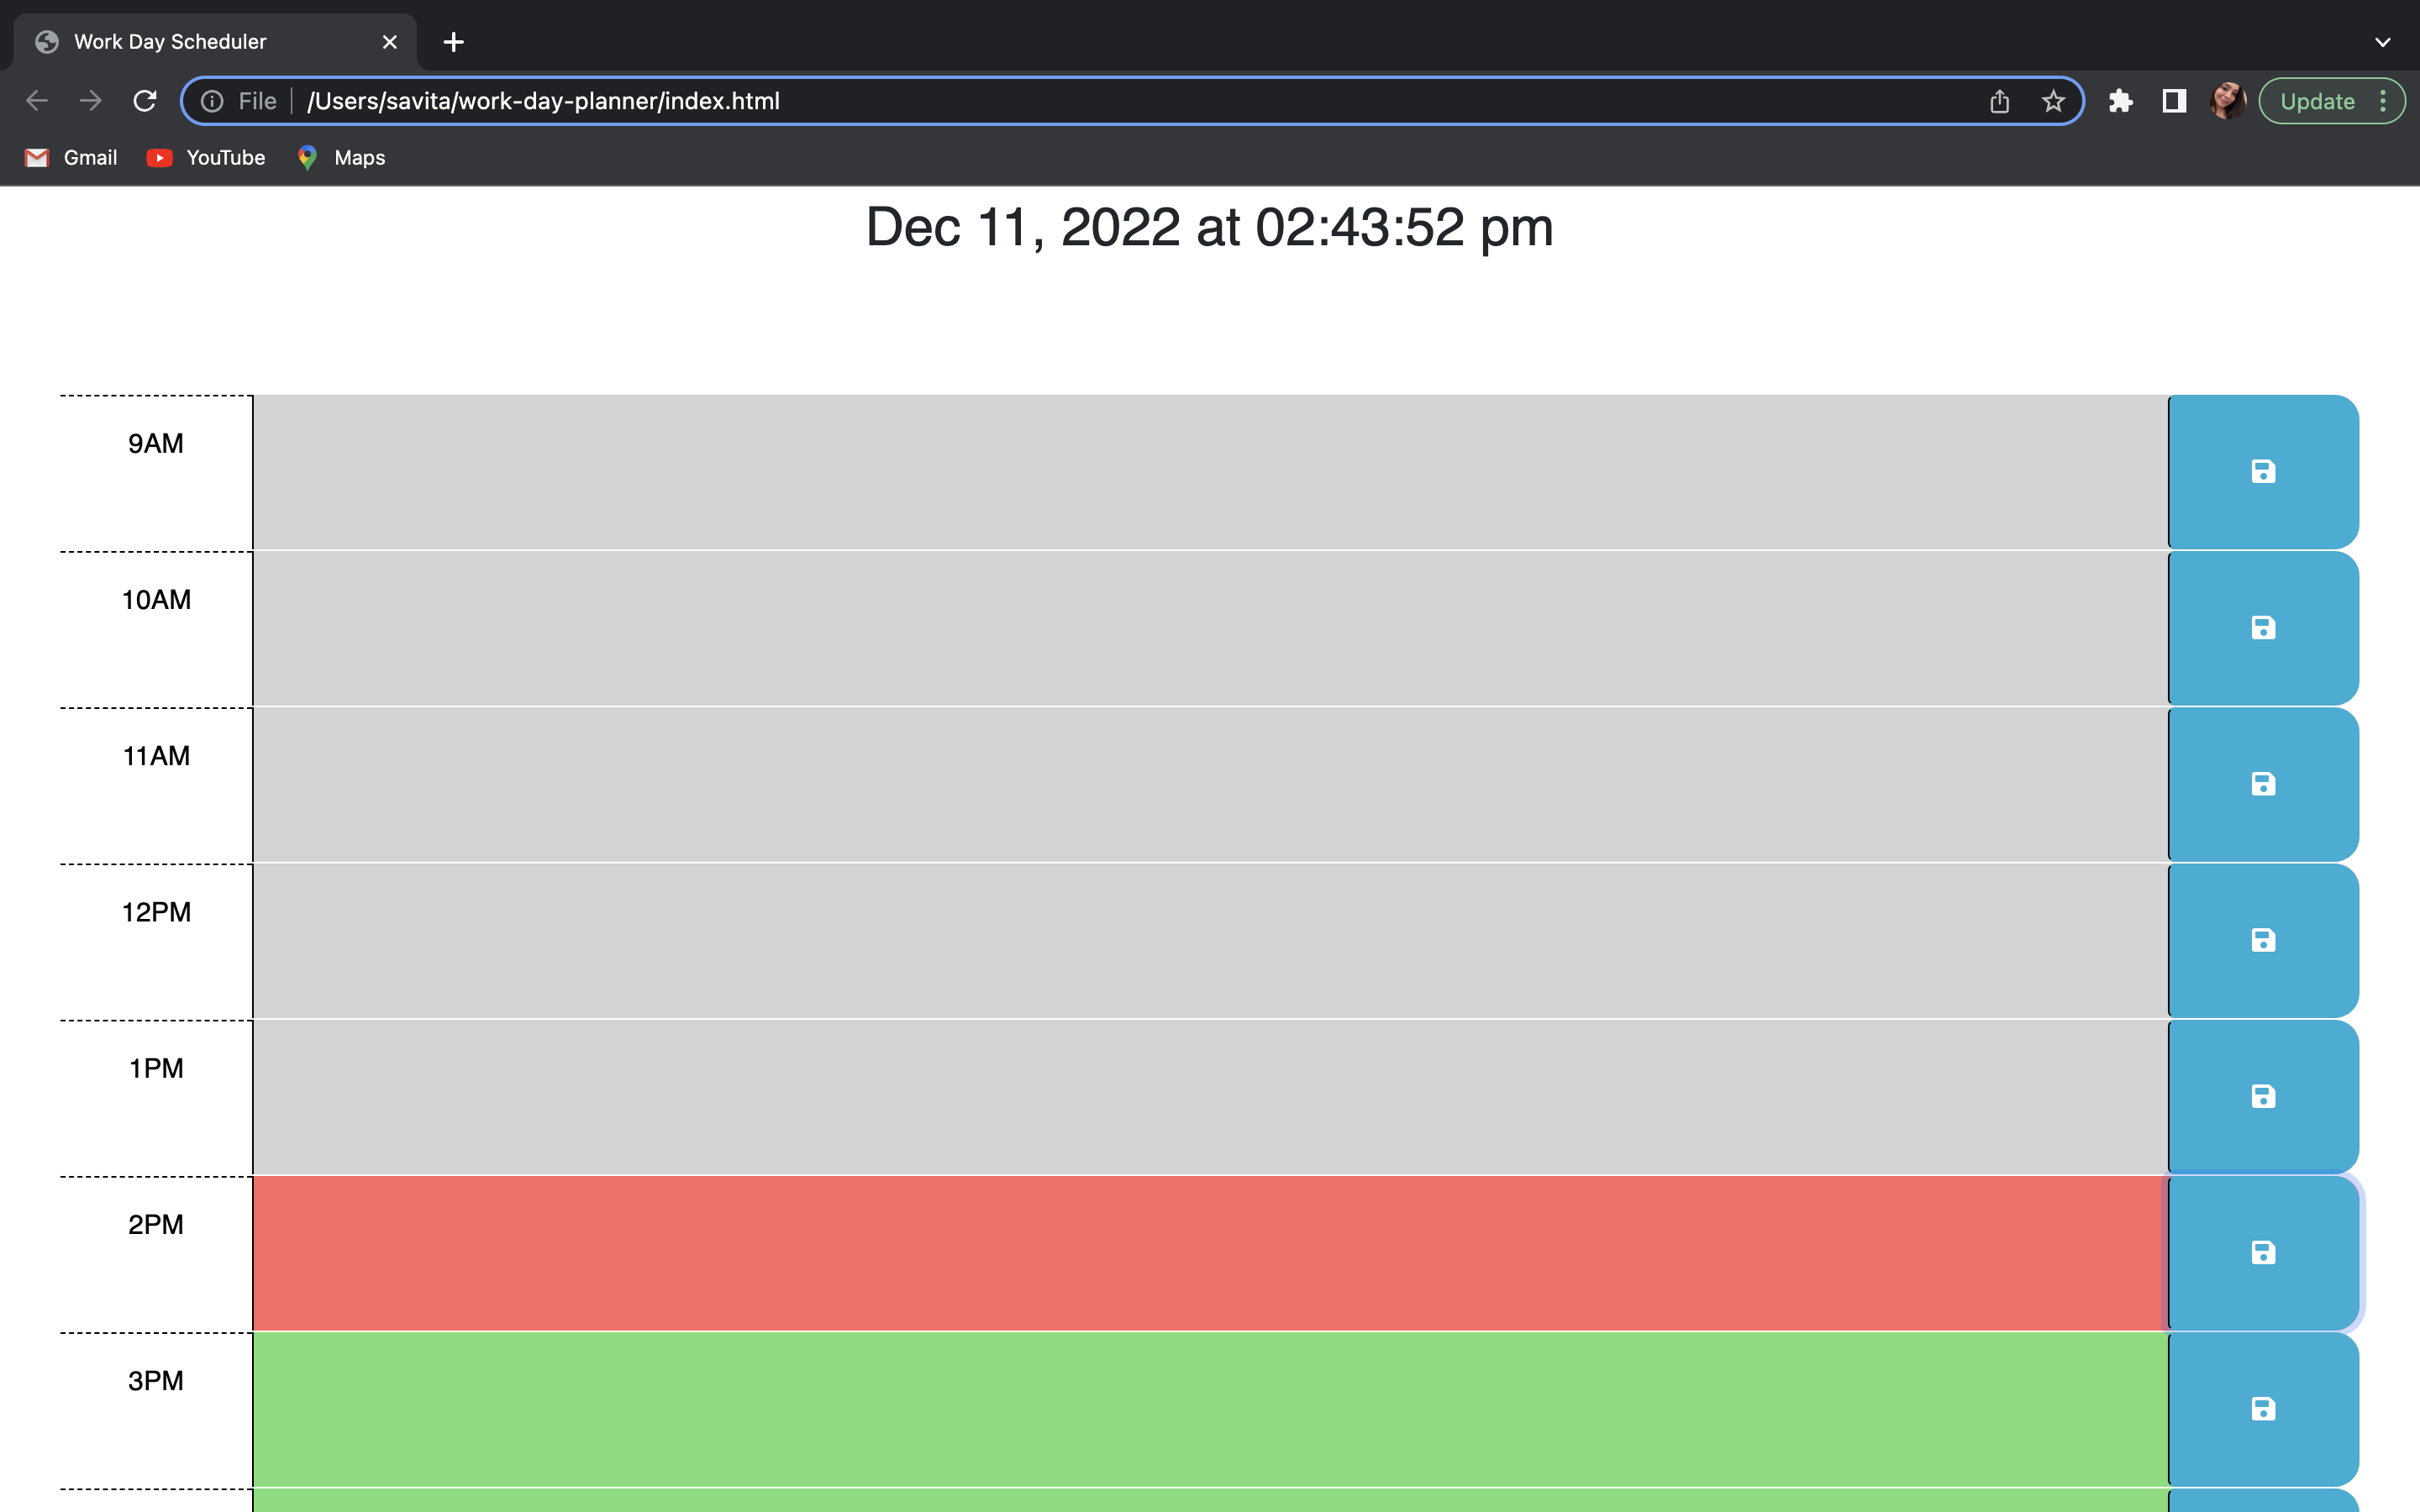 Work Day Scheduler
File /Users/savita/work-day-planner/index.html Update
Gmail YouTube Maps
Dec 11, 2022 at 02:43:52 pm
9AM
10AM
11AM
12PM
1PM
2PM
3PM